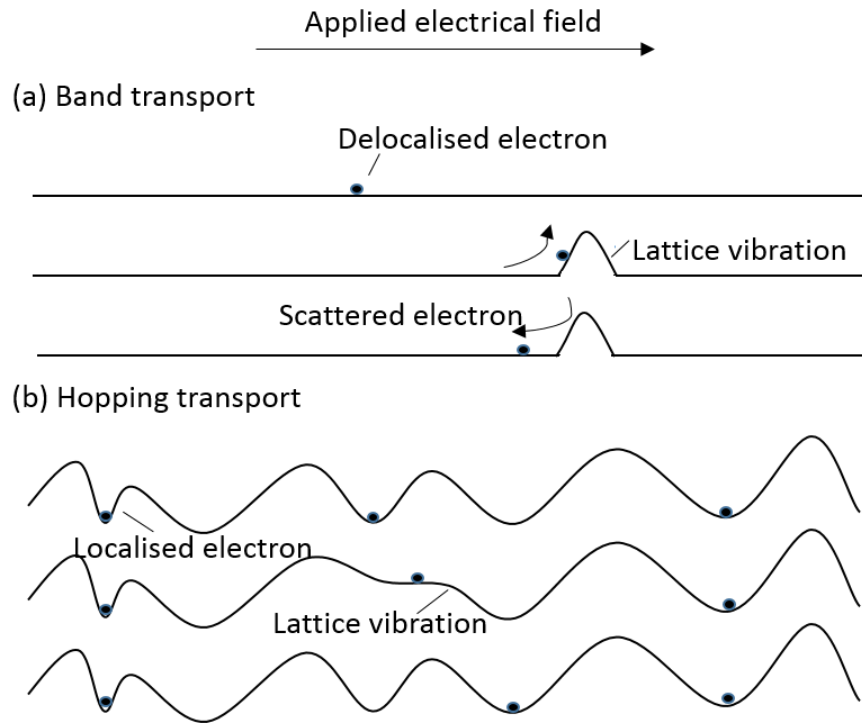 Applied electrical field
(a) Band transport
Delocalised electron
Lattice vibration
Scattered electron
(b) Hopping transport
Localised electron
Lattice vibration